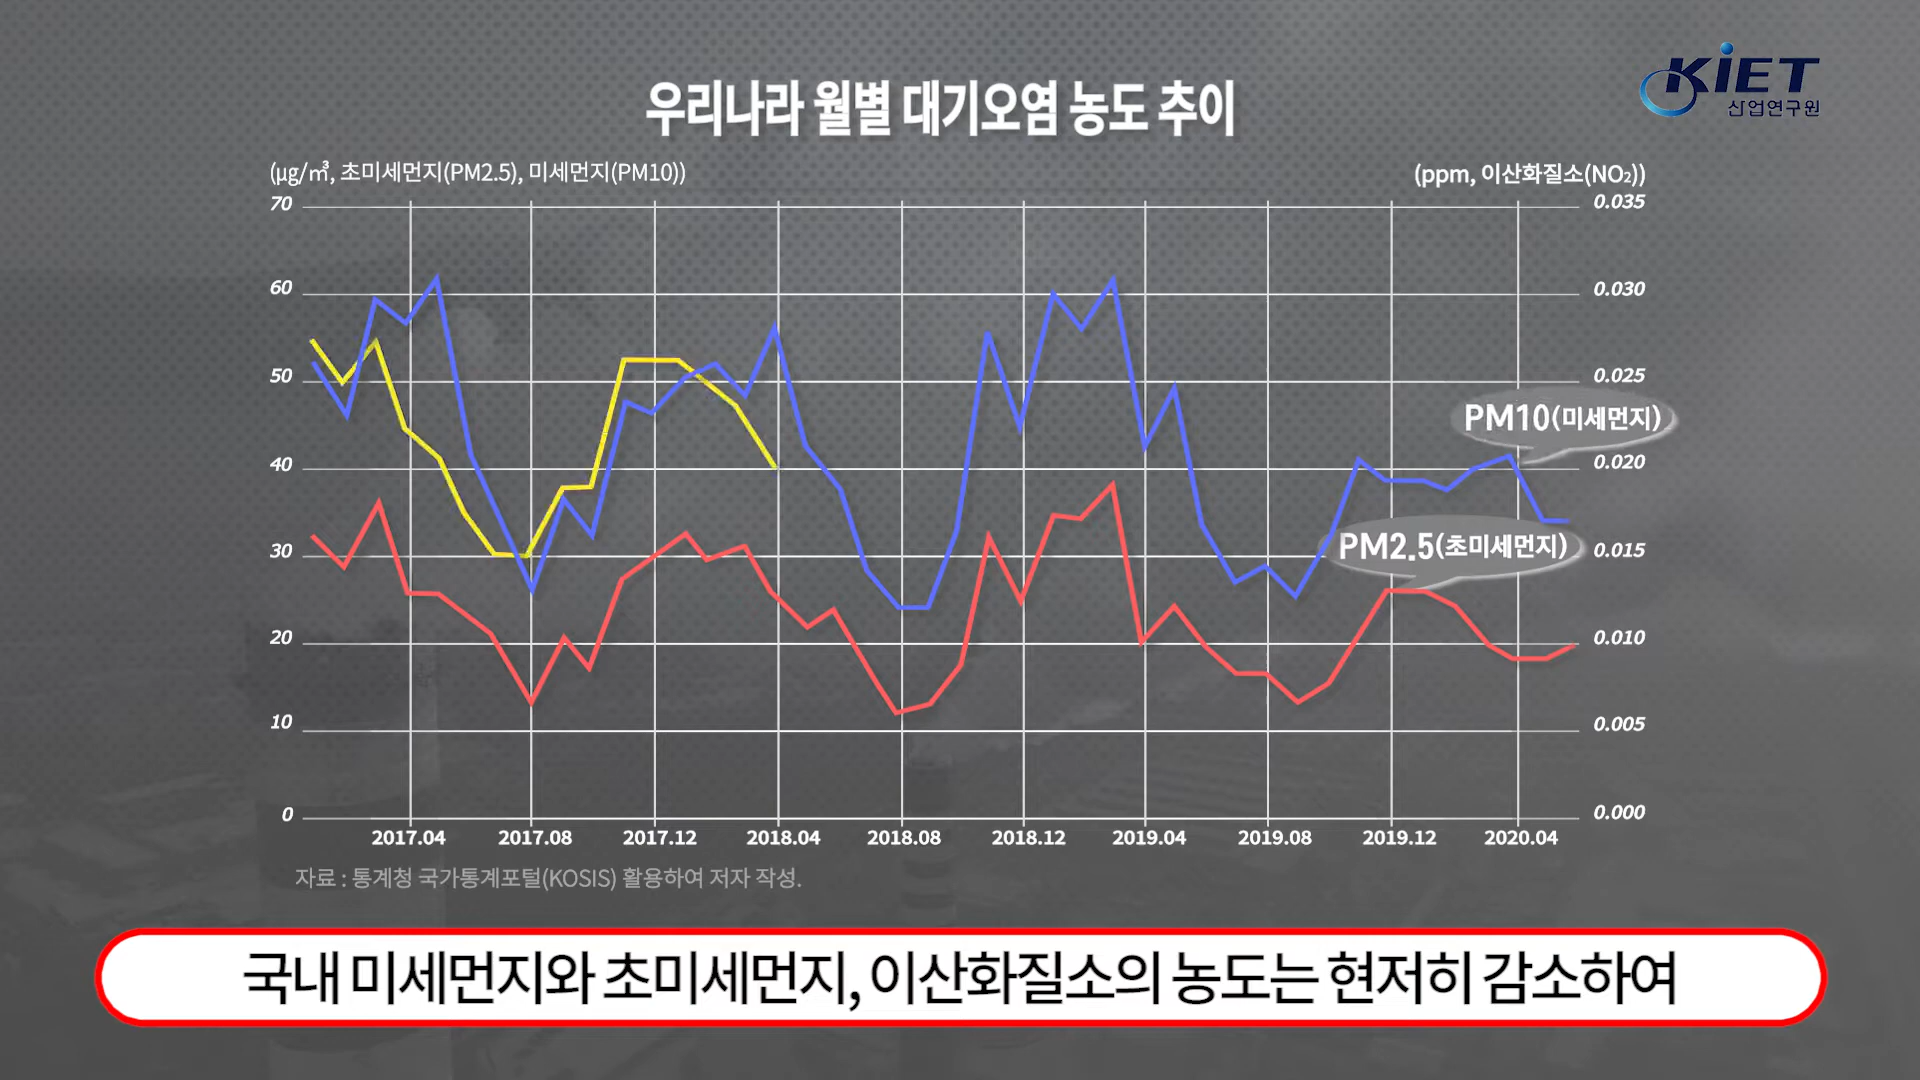 KIET
산업연구원
우리나라 월별 대기오염 농도 추이
(µg/㎥, 초미세먼지(PM2.5), 미세먼지(PM10))
(ppm, 이산화질소(NO₂))
70
60
50
40
30
20
10
0
0.035
0.030
0.025
0.020
0.015
0.010
0.005
0.000
PM10(미세먼지)
PM2.5(초미세먼지)
2017.04 2017.08 2017.12 2018.04 2018.08 2018.12 2019.04 2019.08 2019.12 2020.04
자료 : 통계청 국가통계포털(KOSIS) 활용하여 저자 작성.
국내 미세먼지와 초미세먼지, 이산화질소의 농도는 현저히 감소하여